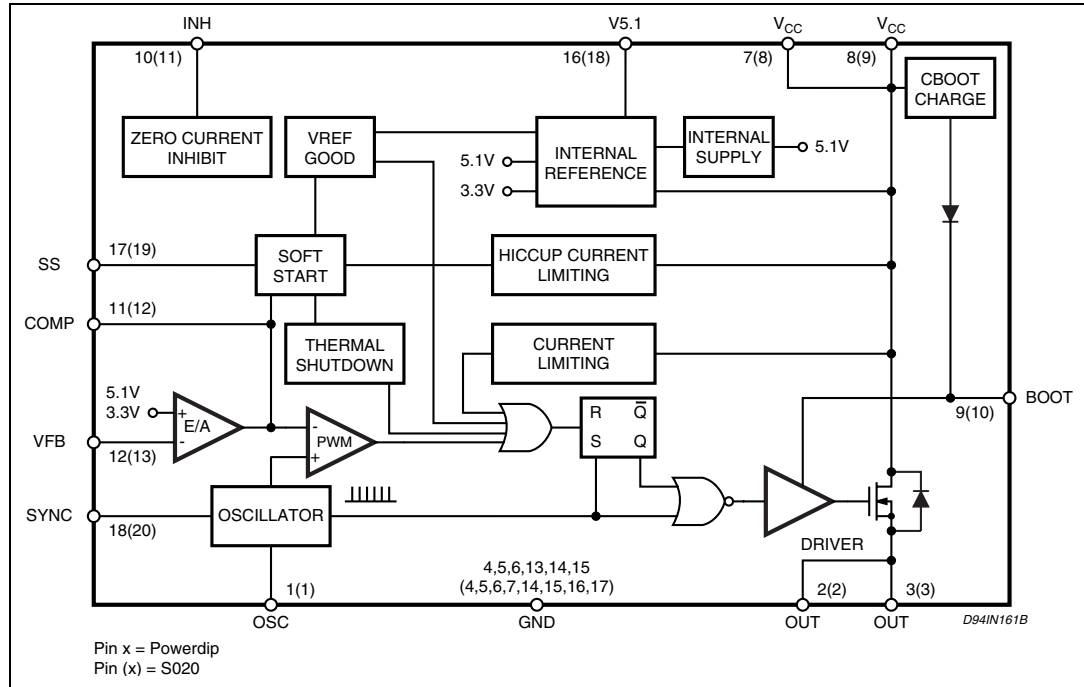 INH
V5.1
VCC
VCC
10(11)
16(18)
7(8)
8(9)
CBOOT
CHARGE
ZERO CURRENT
INHIBIT
VREF
GOOD
5.1V
3.3V
INTERNAL
REFERENCE
INTERNAL
SUPPLY
5.1V
SS
17(19)
SOFT
START
HICCUP CURRENT
LIMITING
COMP
11(12)
THERMAL
SHUTDOWN
CURRENT
LIMITING
5.1V
3.3V
+
E/A
-
VFB
12(13)
-
PWM
+
R Q̅
S Q
BOOT
9(10)
SYNC
18(20)
OSCILLATOR
DRIVER
1(1)
4,5,6,13,14,15
(4,5,6,7,14,15,16,17)
2(2)
3(3)
OSC
GND
OUT
OUT
D94IN161B
Pin x = Powerdip
Pin (x) = S020